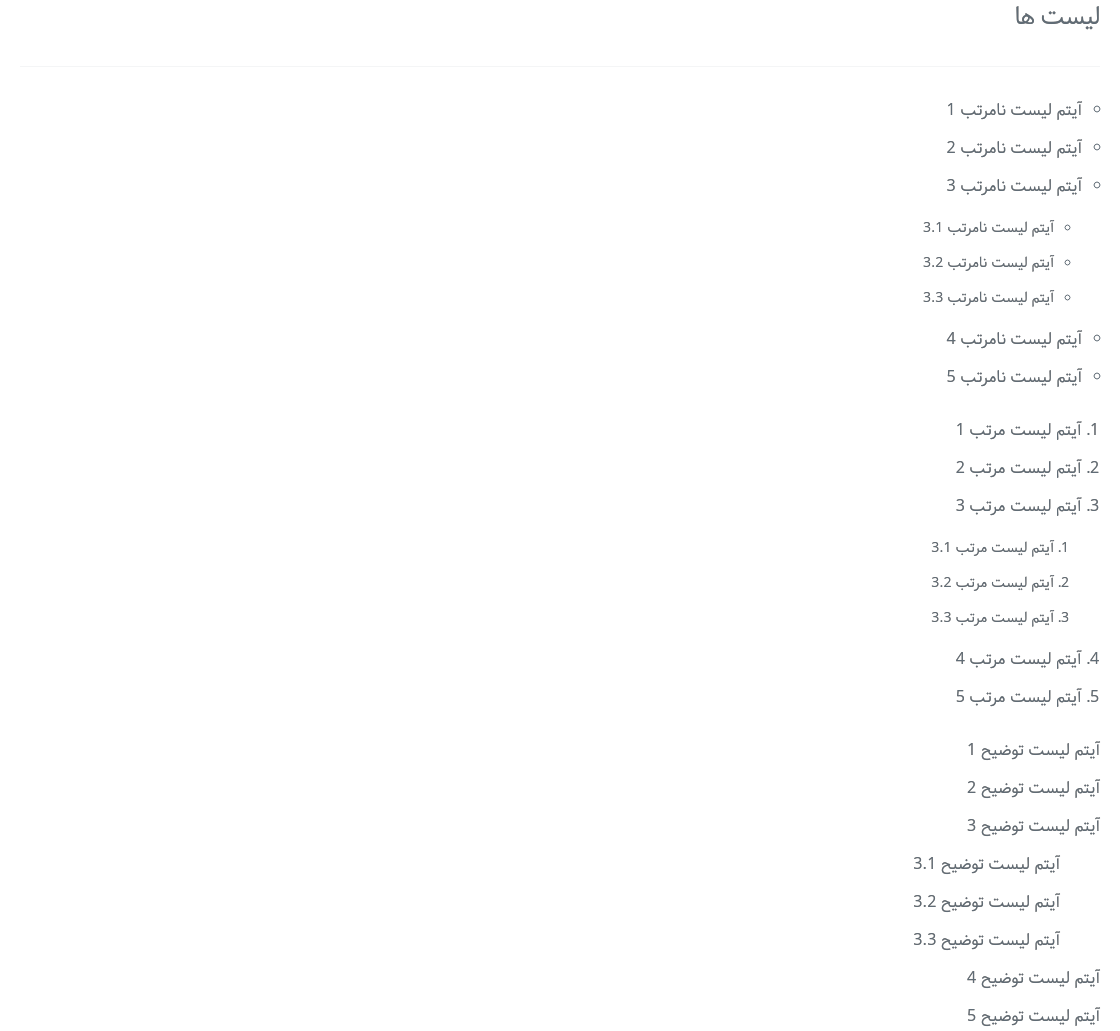 لیست ها
آیتم لیست نامرتب 1
آیتم لیست نامرتب 2
آیتم لیست نامرتب 3
آیتم لیست نامرتب 3.1
آیتم لیست نامرتب 3.2
آیتم لیست نامرتب 3.3
آیتم لیست نامرتب 4
آیتم لیست نامرتب 5
1. آیتم لیست مرتب 1
2. آیتم لیست مرتب 2
3. آیتم لیست مرتب 3
1. آیتم لیست مرتب 3.1
2. آیتم لیست مرتب 3.2
3. آیتم لیست مرتب 3.3
4. آیتم لیست مرتب 4
5. آیتم لیست مرتب 5
آیتم لیست توضیح 1
آیتم لیست توضیح 2
آیتم لیست توضیح 3
آیتم لیست توضیح 3.1
آیتم لیست توضیح 3.2
آیتم لیست توضیح 3.3
آیتم لیست توضیح 4
آیتم لیست توضیح 5